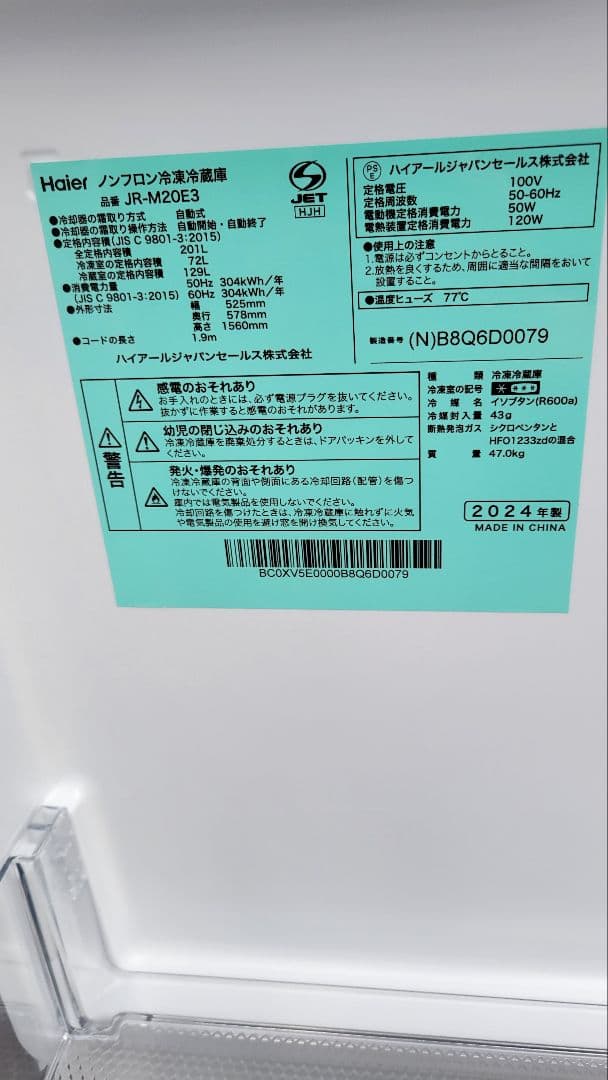 Haier ノンフロン冷凍冷蔵庫
品番 JR-M20E3
S
JET
HJH
●冷却器の霜取り方式 自動式
●冷却器の霜取り操作方法 自動開始・自動終了
●定格内容積(JIS C 9801-3:2015)
全定格内容積 201L
冷凍室の定格内容積 72L
冷蔵室の定格内容積 129L
●消費電力量 50Hz 304kWh/年
(JIS C 9801-3:2015) 60Hz 304kWh/年
●外形寸法 幅 525mm
奥行 578mm
高さ 1560mm
●コードの長さ 1.9m
ハイアールジャパンセールス株式会社
PS
E
ハイアールジャパンセールス株式会社
定格電圧 100V
定格周波数 50-60Hz
電動機定格消費電力 50W
電熱装置定格消費電力 120W
●使用上の注意
1.電源は必ずコンセントからとること。
2.放熱を良くするため、周囲に適当な間隔をおいて
設置すること。
●温度ヒューズ 77℃
製造番号 (N)B8Q6D0079
警告
感電のおそれあり
お手入れのときには、必ず電源プラグを抜いてください。
抜かずに作業すると感電のおそれがあります。
幼児の閉じ込みのおそれあり
冷凍冷蔵庫を廃棄処分するときは、ドアパッキンを外して
ください。
発火・爆発のおそれあり
冷凍冷蔵庫の背面や側面にある冷却回路(配管)を傷つ
けないでください。
庫内では電気製品を使用しないでください。
冷却回路を傷つけたときは、冷凍冷蔵庫に触れずに火気
や電気製品の使用を避け窓を開け換気してください。
種類 冷凍冷蔵庫
冷凍室の記号 * ***
冷媒名 イソブタン(R600a)
冷媒封入量 43g
断熱発泡ガス シクロペンタンと
HFO1233zdの混合
質量 47.0kg
2024年製
MADE IN CHINA
BC0XV5E0000B8Q6D0079